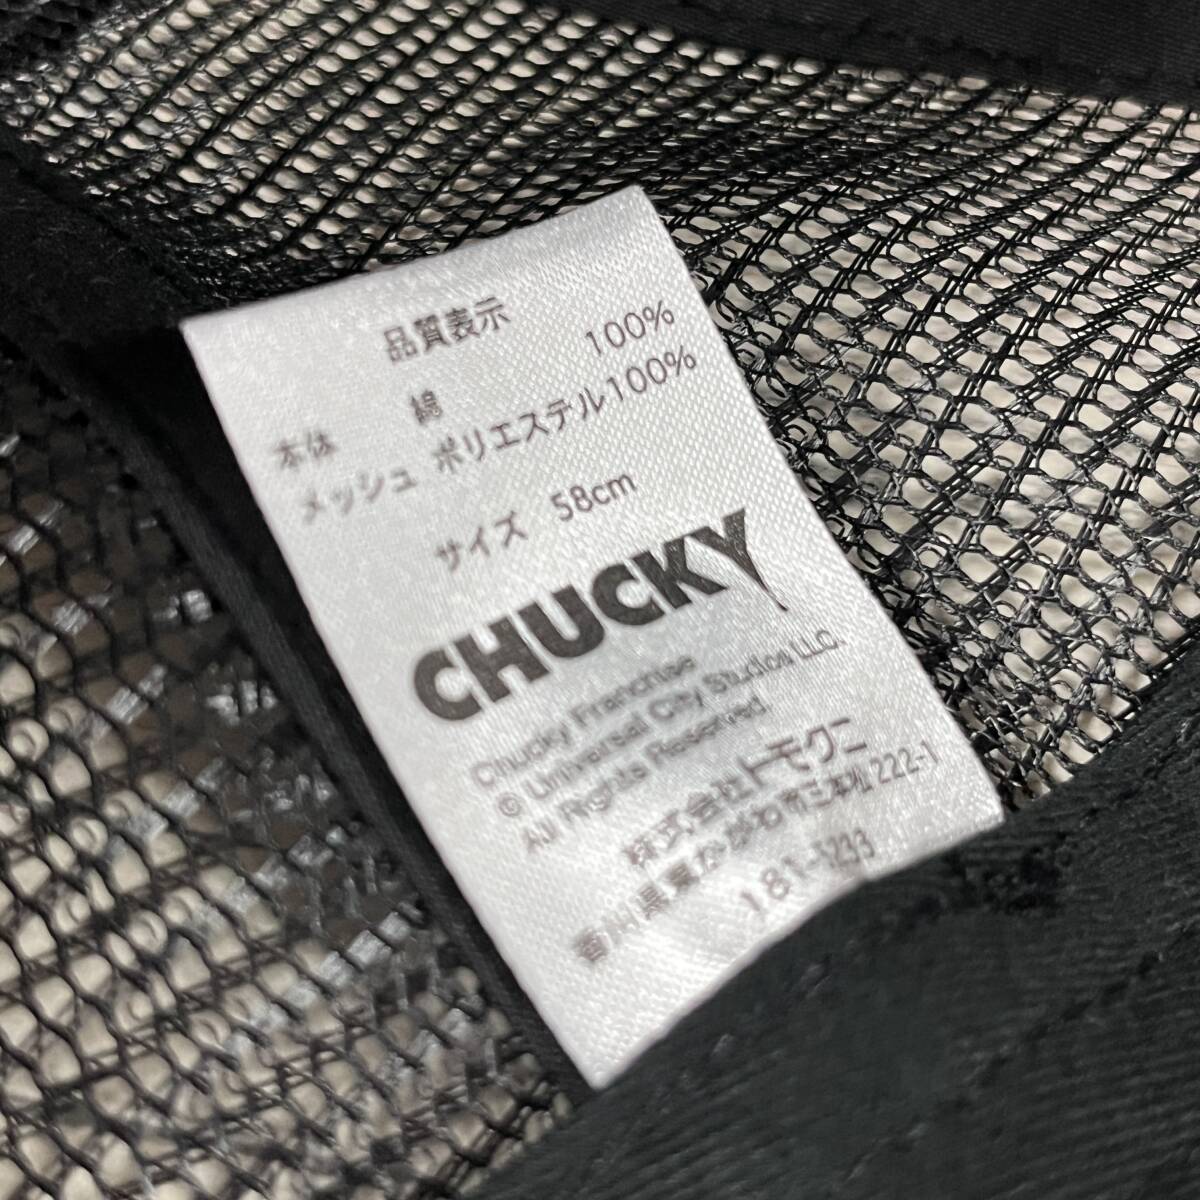 品質表示
本体 綿 100%
メッシュ ポリエステル100%
サイズ 58cm
CHUCKY
Chucky Franchise
© Universal City Studios LLC.
All Rights Reserved
株式会社トモクニ
香川県東かがわ市三本松222-1
181-5233